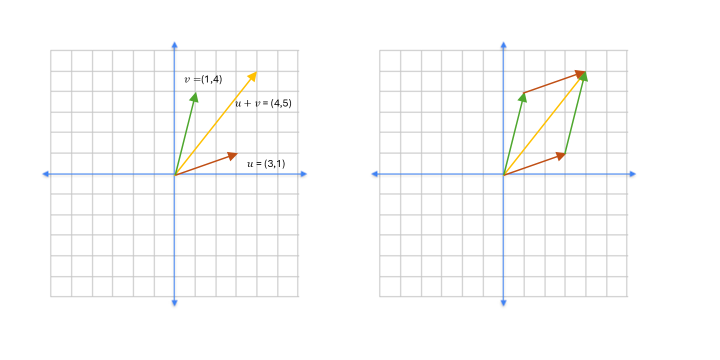 v =(1,4)
u + v = (4,5)
u = (3,1)